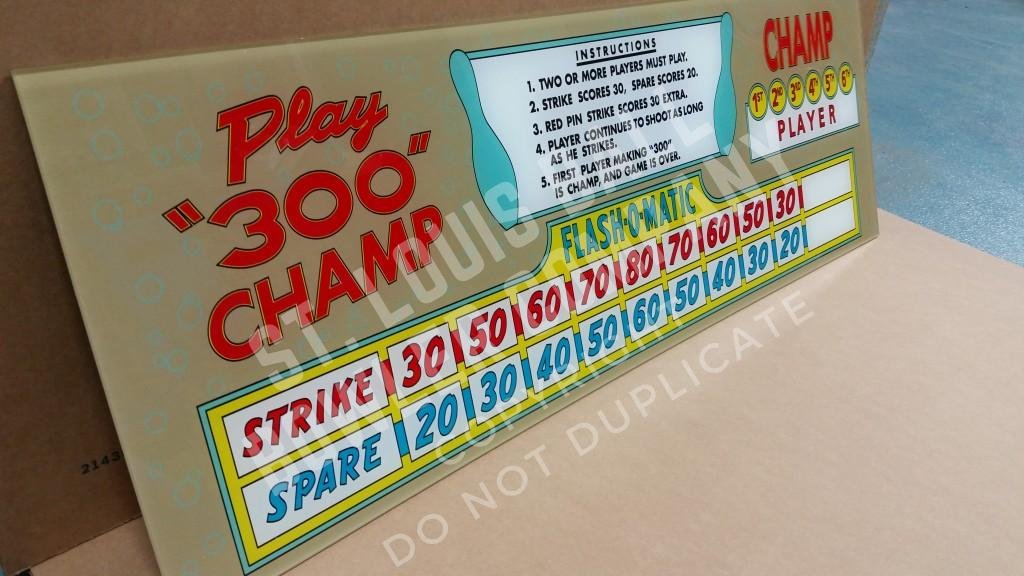 Play
"300"
CHAMP
INSTRUCTIONS
1. TWO OR MORE PLAYERS MUST PLAY.
2. STRIKE SCORES 30, SPARE SCORES 20.
3. RED PIN STRIKE SCORES 30 EXTRA.
4. PLAYER CONTINUES TO SHOOT AS LONG
AS HE STRIKES.
5. FIRST PLAYER MAKING "300"
IS CHAMP, AND GAME IS OVER.
CHAMP
1ST 2ND 3RD 4TH 5TH 6TH
PLAYER
FLASH-O-MATIC
STRIKE 30 50 60 70 80 70 60 50 30
SPARE 20 30 40 50 60 50 40 30 20
2143
ST. LOUIS
COMPANY
COPYRIGHT
DO NOT DUPLICATE